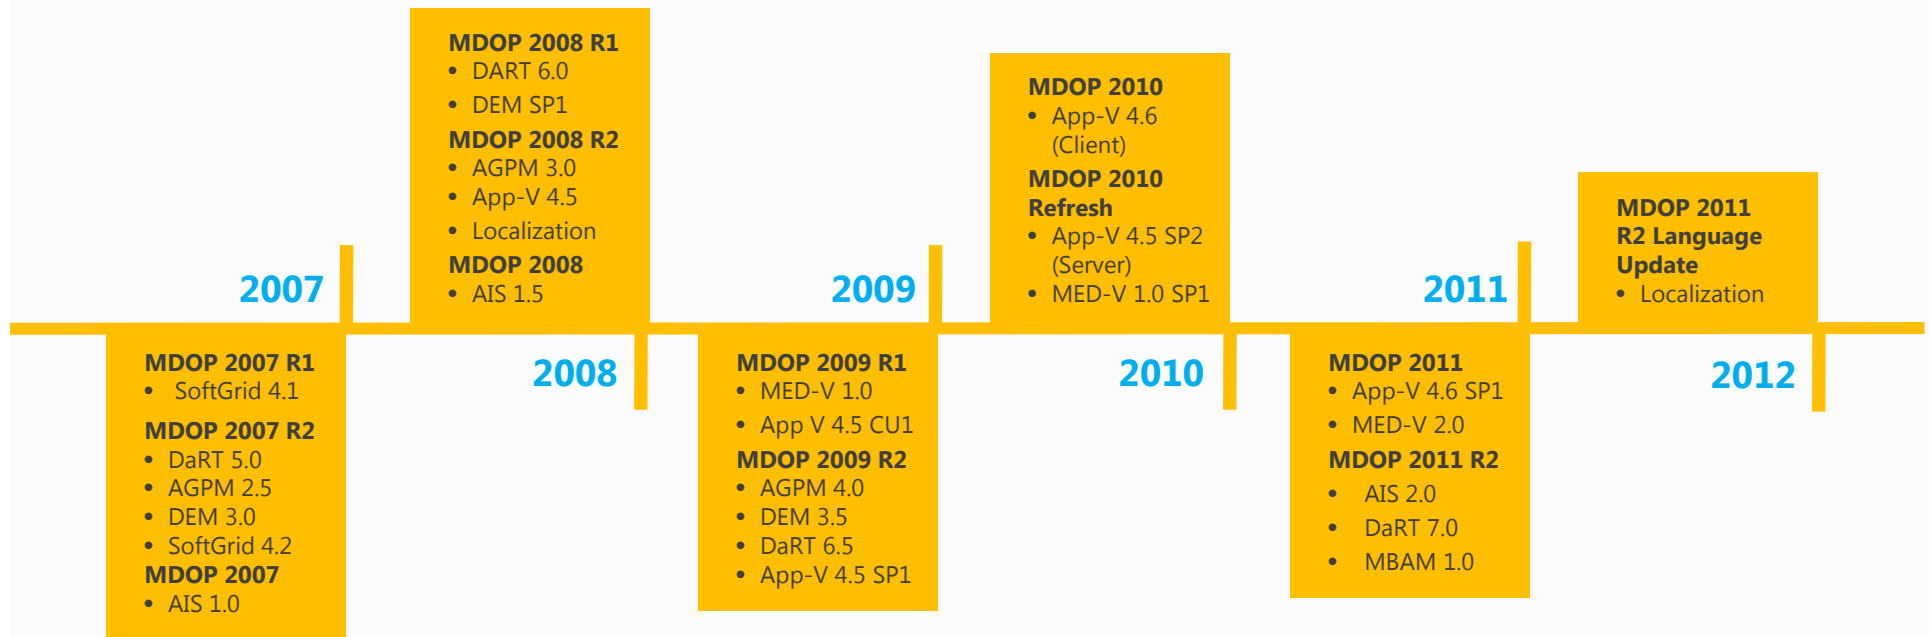 2007
MDOP 2007 R1
• SoftGrid 4.1
MDOP 2007 R2
• DaRT 5.0
• AGPM 2.5
• DEM 3.0
• SoftGrid 4.2
MDOP 2007
• AIS 1.0
MDOP 2008 R1
• DART 6.0
• DEM SP1
MDOP 2008 R2
• AGPM 3.0
• App-V 4.5
• Localization
MDOP 2008
• AIS 1.5
2008
2009
MDOP 2009 R1
• MED-V 1.0
• App V 4.5 CU1
MDOP 2009 R2
• AGPM 4.0
• DEM 3.5
• DaRT 6.5
• App-V 4.5 SP1
MDOP 2010
• App-V 4.6
(Client)
MDOP 2010
Refresh
• App-V 4.5 SP2
(Server)
• MED-V 1.0 SP1
2010
2011
MDOP 2011
• App-V 4.6 SP1
• MED-V 2.0
MDOP 2011 R2
• AIS 2.0
• DaRT 7.0
• MBAM 1.0
MDOP 2011
R2 Language
Update
• Localization
2012